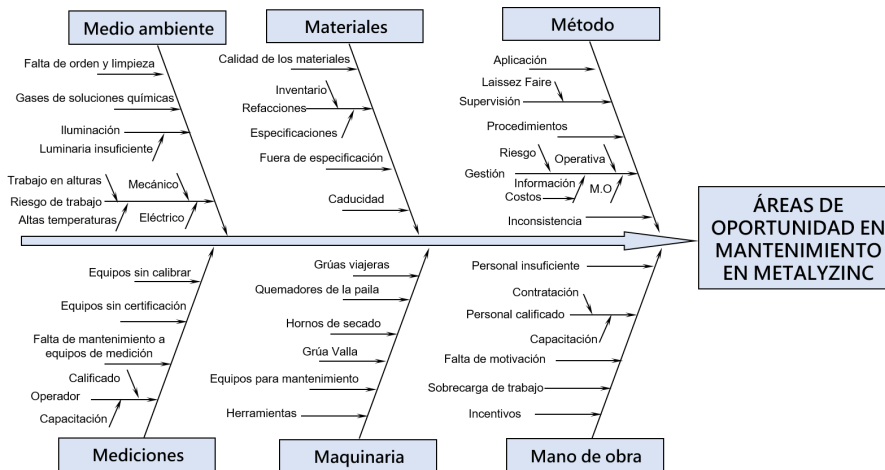 Medio ambiente
Materiales
Método
Falta de orden y limpieza
Gases de soluciones químicas
Iluminación
Luminaria insuficiente
Trabajo en alturas
Mecánico
Riesgo de trabajo
Altas temperaturas
Eléctrico
Calidad de los materiales
Inventario
Refacciones
Especificaciones
Fuera de especificación
Caducidad
Aplicación
Laissez Faire
Supervisión
Procedimientos
Riesgo
Operativa
Gestión
Información
Costos
M.O
Inconsistencia
ÁREAS DE
OPORTUNIDAD EN
MANTENIMIENTO
EN METALYZINC
Equipos sin calibrar
Equipos sin certificación
Falta de mantenimiento a
equipos de medición
Calificado
Operador
Capacitación
Grúas viajeras
Quemadores de la paila
Hornos de secado
Grúa Valla
Equipos para mantenimiento
Herramientas
Personal insuficiente
Contratación
Personal calificado
Capacitación
Falta de motivación
Sobrecarga de trabajo
Incentivos
Mediciones
Maquinaria
Mano de obra